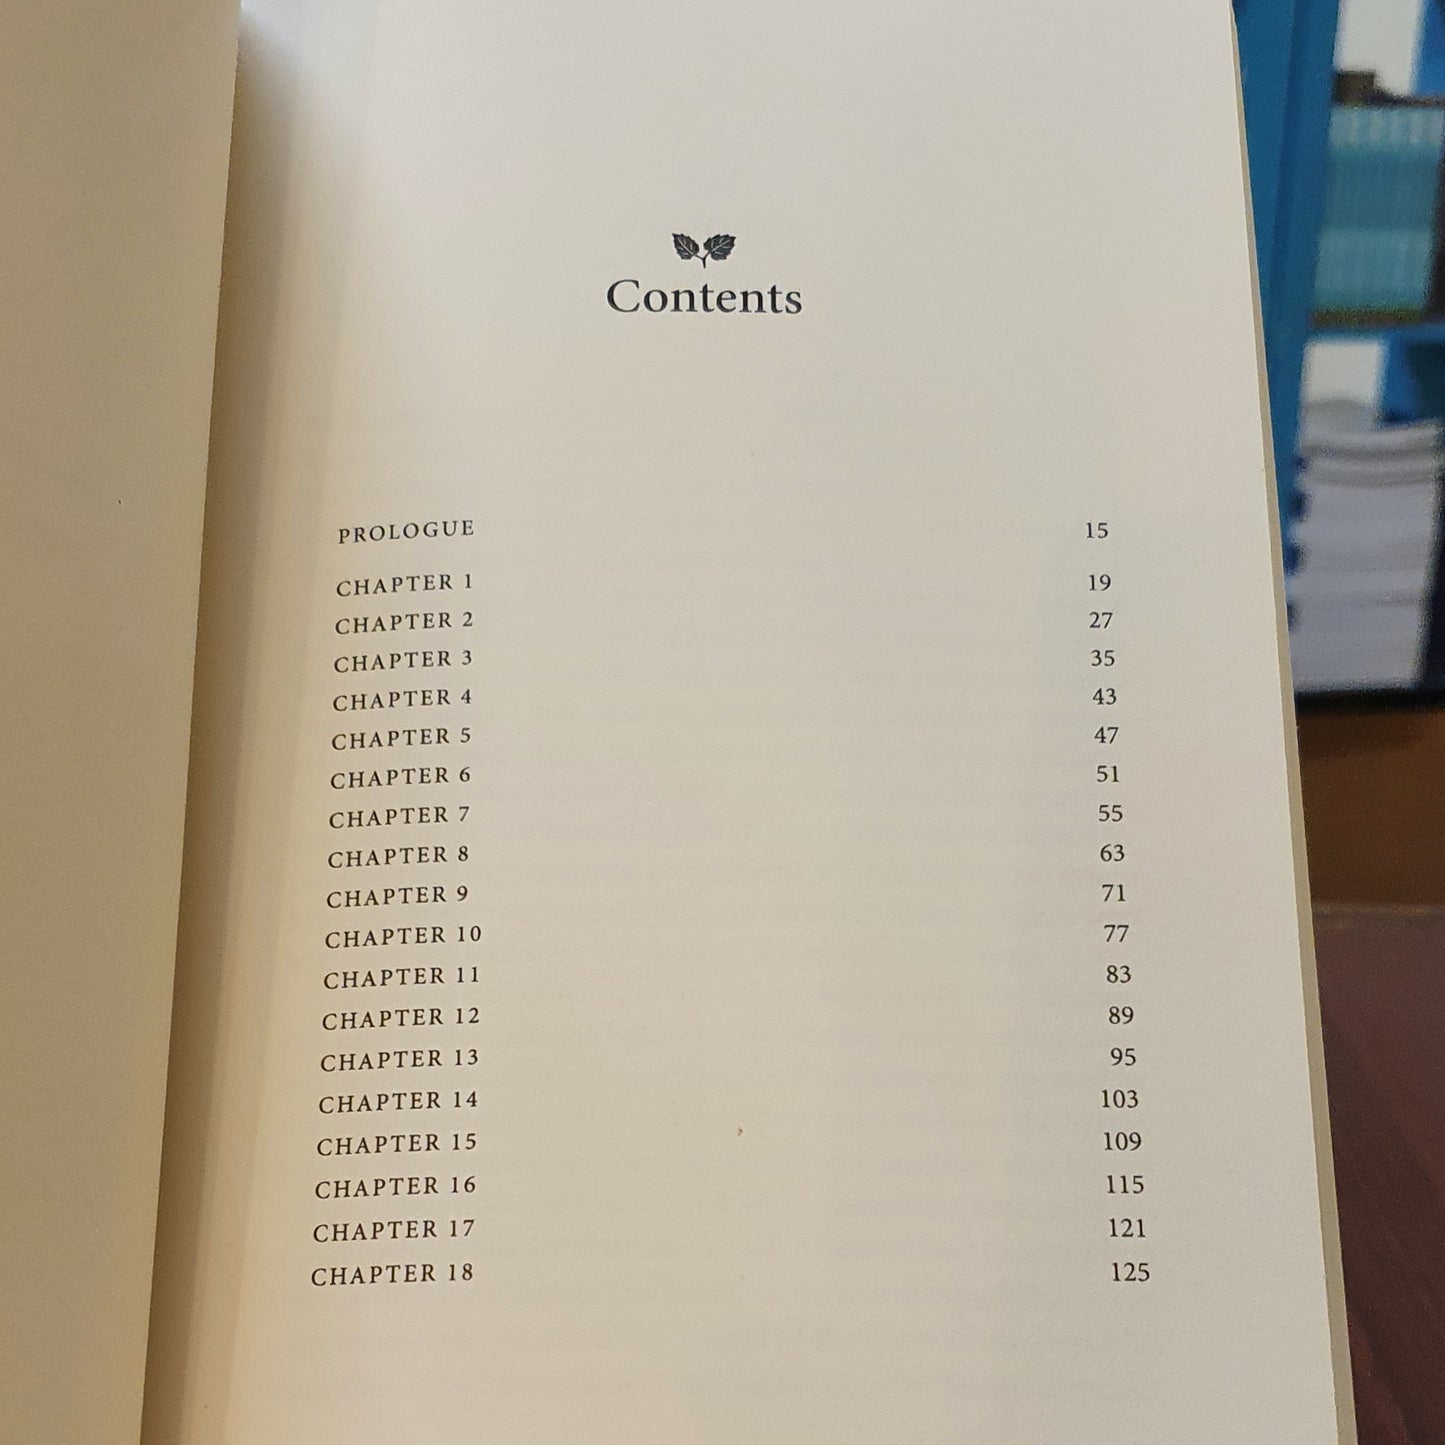 Contents
PROLOGUE 15
CHAPTER 1 19
CHAPTER 2 27
CHAPTER 3 35
CHAPTER 4 43
CHAPTER 5 47
CHAPTER 6 51
CHAPTER 7 55
CHAPTER 8 63
CHAPTER 9 71
CHAPTER 10 77
CHAPTER 11 83
CHAPTER 12 89
CHAPTER 13 95
CHAPTER 14 103
CHAPTER 15 109
CHAPTER 16 115
CHAPTER 17 121
CHAPTER 18 125